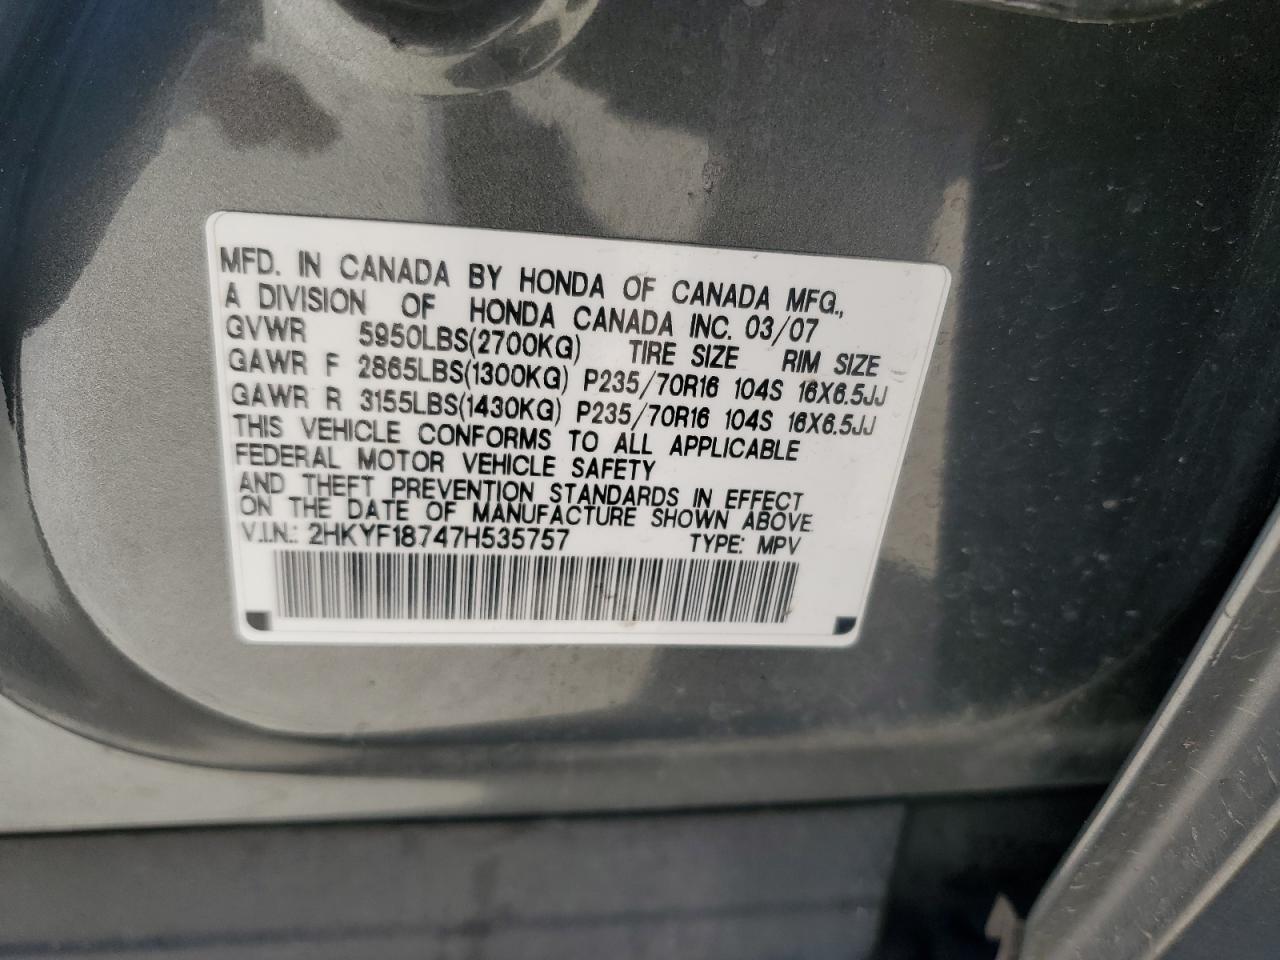 MFD. IN CANADA BY HONDA OF CANADA MFG.,
A DIVISION OF HONDA CANADA INC. 03/07
GVWR 5950LBS(2700KG) TIRE SIZE RIM SIZE
GAWR F 2865LBS(1300KG) P235/70R16 104S 16X6.5JJ
GAWR R 3155LBS(1430KG) P235/70R16 104S 16X6.5JJ
THIS VEHICLE CONFORMS TO ALL APPLICABLE
FEDERAL MOTOR VEHICLE SAFETY
AND THEFT PREVENTION STANDARDS IN EFFECT
ON THE DATE OF MANUFACTURE SHOWN ABOVE.
V.I.N.: 2HKYF18747H535757 TYPE: MPV